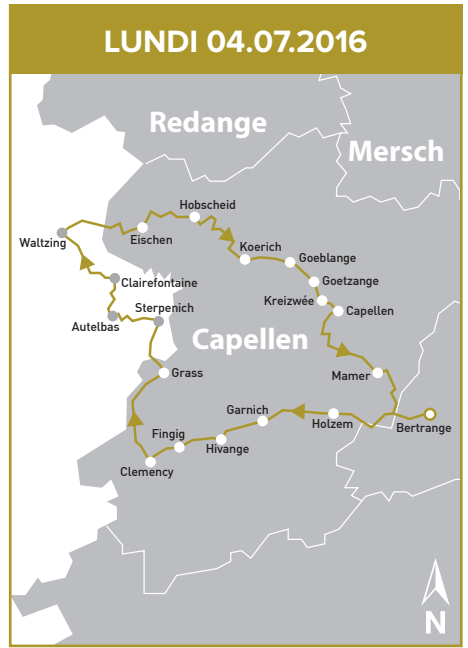 LUNDI 04.07.2016
Redange
Mersch
Hobscheid
Waltzing
Eischen
Koerich
Goeblange
Clairefontaine
Goetzange
Kreizwée
Sterpenich
Capellen
Autelbas
Capellen
Grass
Mamer
Garnich
Holzem
Bertrange
Fingig
Hivange
Clemency
N